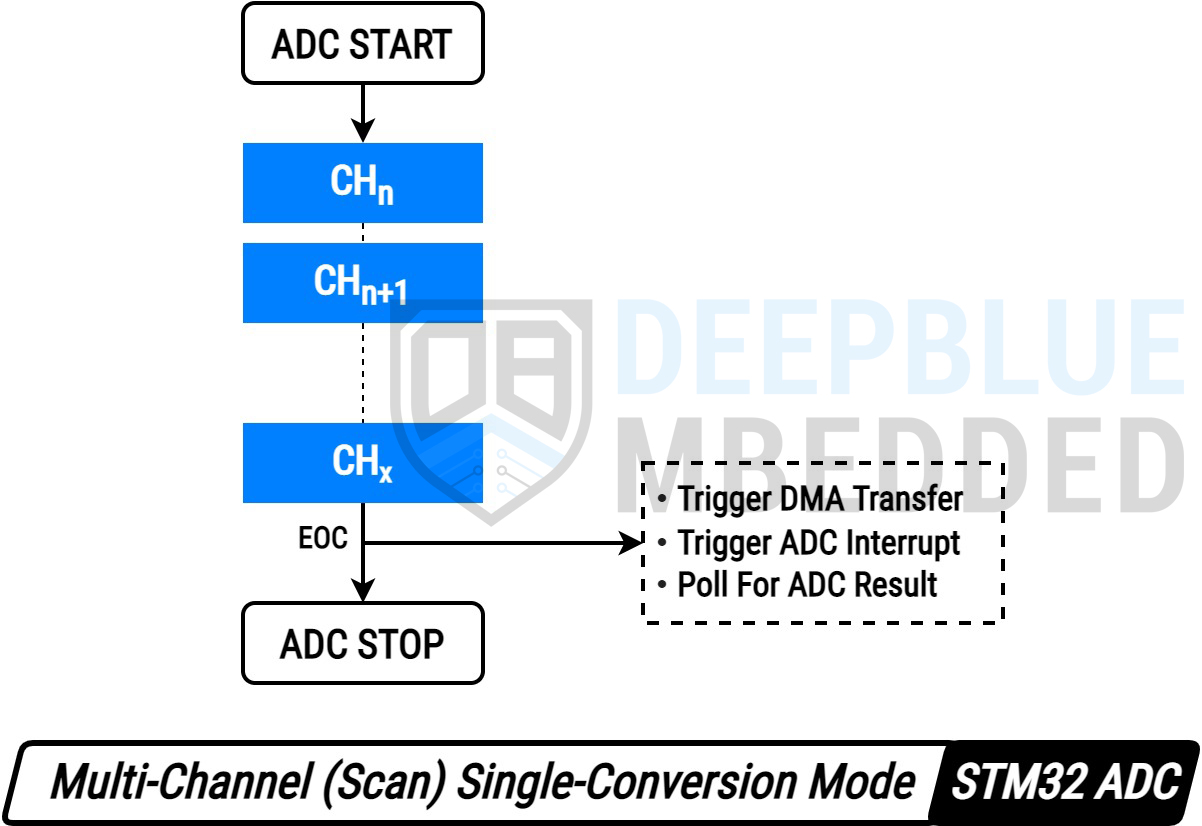 ADC START
CHn
CHn+1
DEEPBLUE
MBEDDED
CHx
EOC
• Trigger DMA Transfer
• Trigger ADC Interrupt
• Poll For ADC Result
ADC STOP
Multi-Channel (Scan) Single-Conversion Mode STM32 ADC